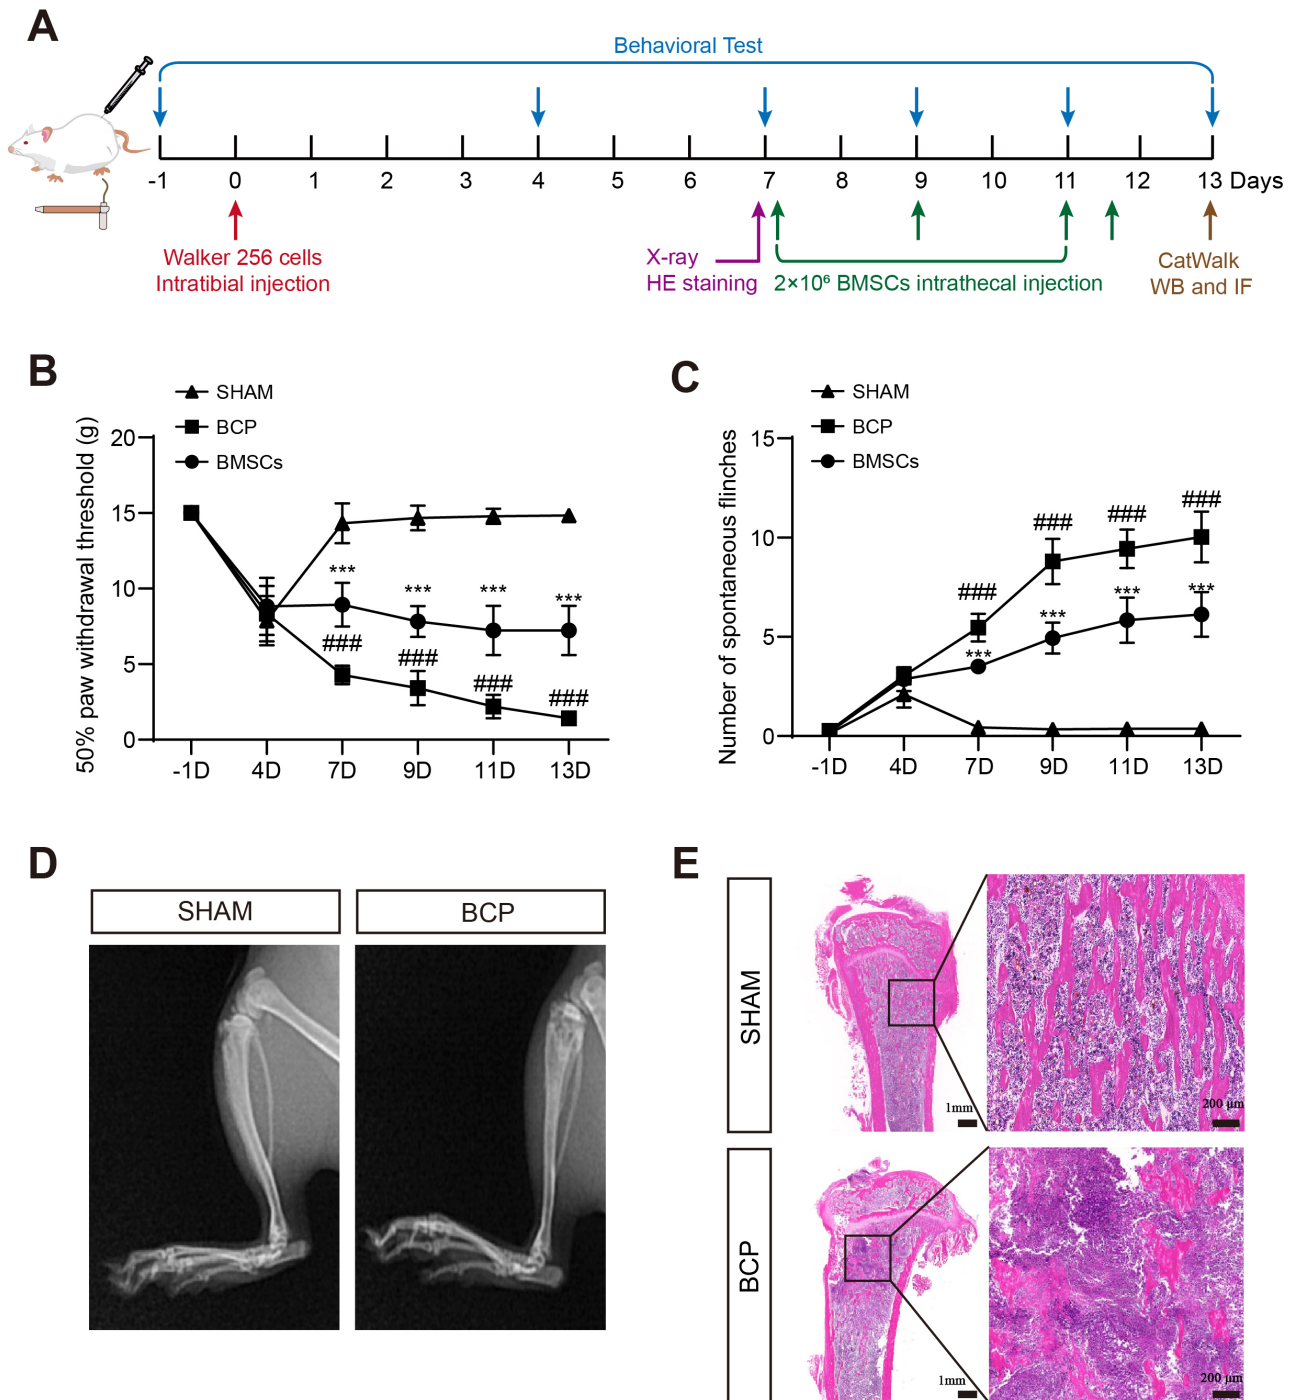 A
Behavioral Test
-1 0 1 2 3 4 5 6 7 8 9 10 11 12 13 Days
Walker 256 cells
Intratibial injection
X-ray
HE staining
2×10⁶ BMSCs intrathecal injection
CatWalk
WB and IF
B
SHAM
BCP
BMSCs
50% paw withdrawal threshold (g)
20
15
10
5
0
***
***
***
***
###
###
###
###
-1D 4D 7D 9D 11D 13D
C
SHAM
BCP
BMSCs
Number of spontaneous flinches
15
10
5
0
###
###
###
###
***
***
***
***
-1D 4D 7D 9D 11D 13D
D
SHAM
BCP
E
SHAM
1mm
200 μm
BCP
1mm
200 μm